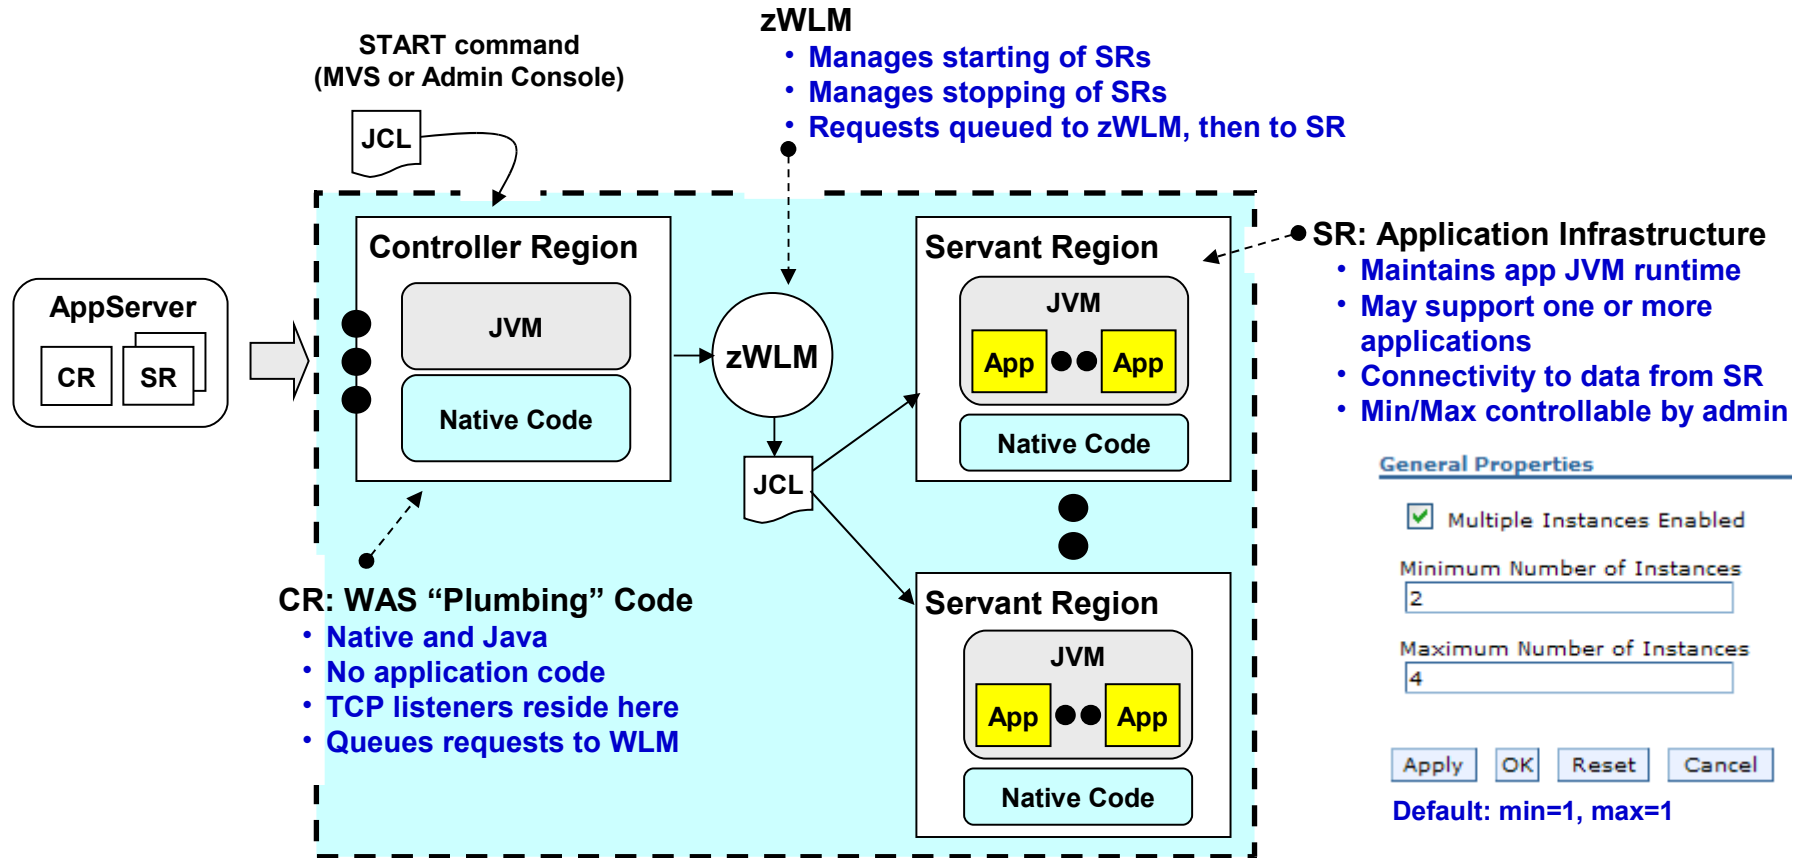 zWLM
• Manages starting of SRs
• Manages stopping of SRs
• Requests queued to zWLM, then to SR
START command
(MVS or Admin Console)
JCL
AppServer
CR
SR
Controller Region
JVM
Native Code
zWLM
JCL
Servant Region
JVM
App
App
Native Code
Servant Region
JVM
App
App
Native Code
CR: WAS “Plumbing” Code
• Native and Java
• No application code
• TCP listeners reside here
• Queues requests to WLM
SR: Application Infrastructure
• Maintains app JVM runtime
• May support one or more
applications
• Connectivity to data from SR
• Min/Max controllable by admin
General Properties
Multiple Instances Enabled
Minimum Number of Instances
2
Maximum Number of Instances
4
Apply
OK
Reset
Cancel
Default: min=1, max=1